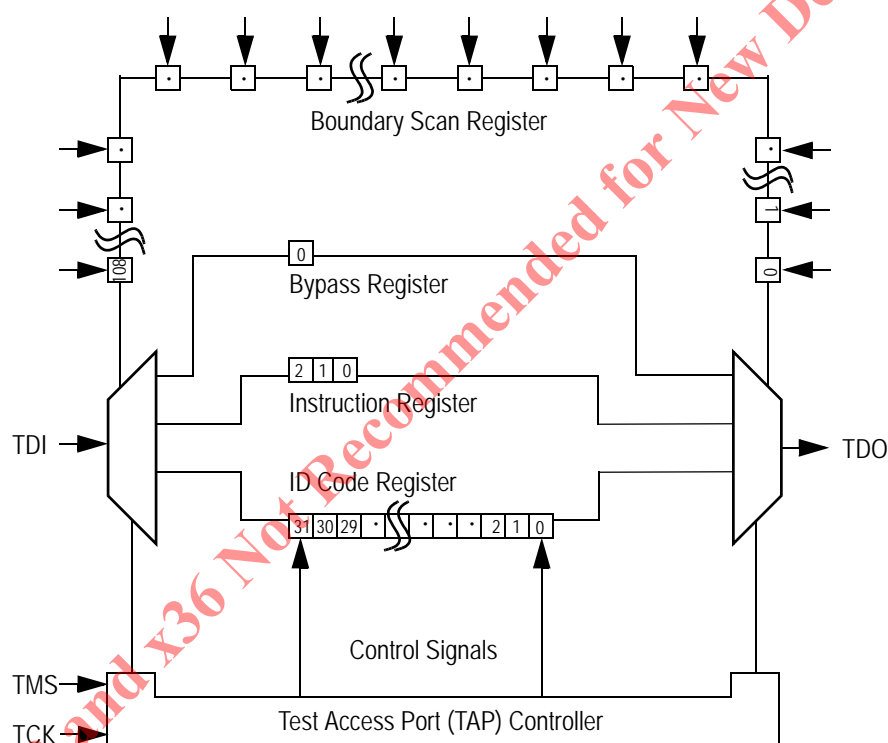 Boundary Scan Register
108
1
0
0
Bypass Register
2 1 0
Instruction Register
TDI
TDO
ID Code Register
31 30 29 · · · · 2 1 0
Control Signals
TMS
Test Access Port (TAP) Controller
TCK
and x36 Not Recommended for New De